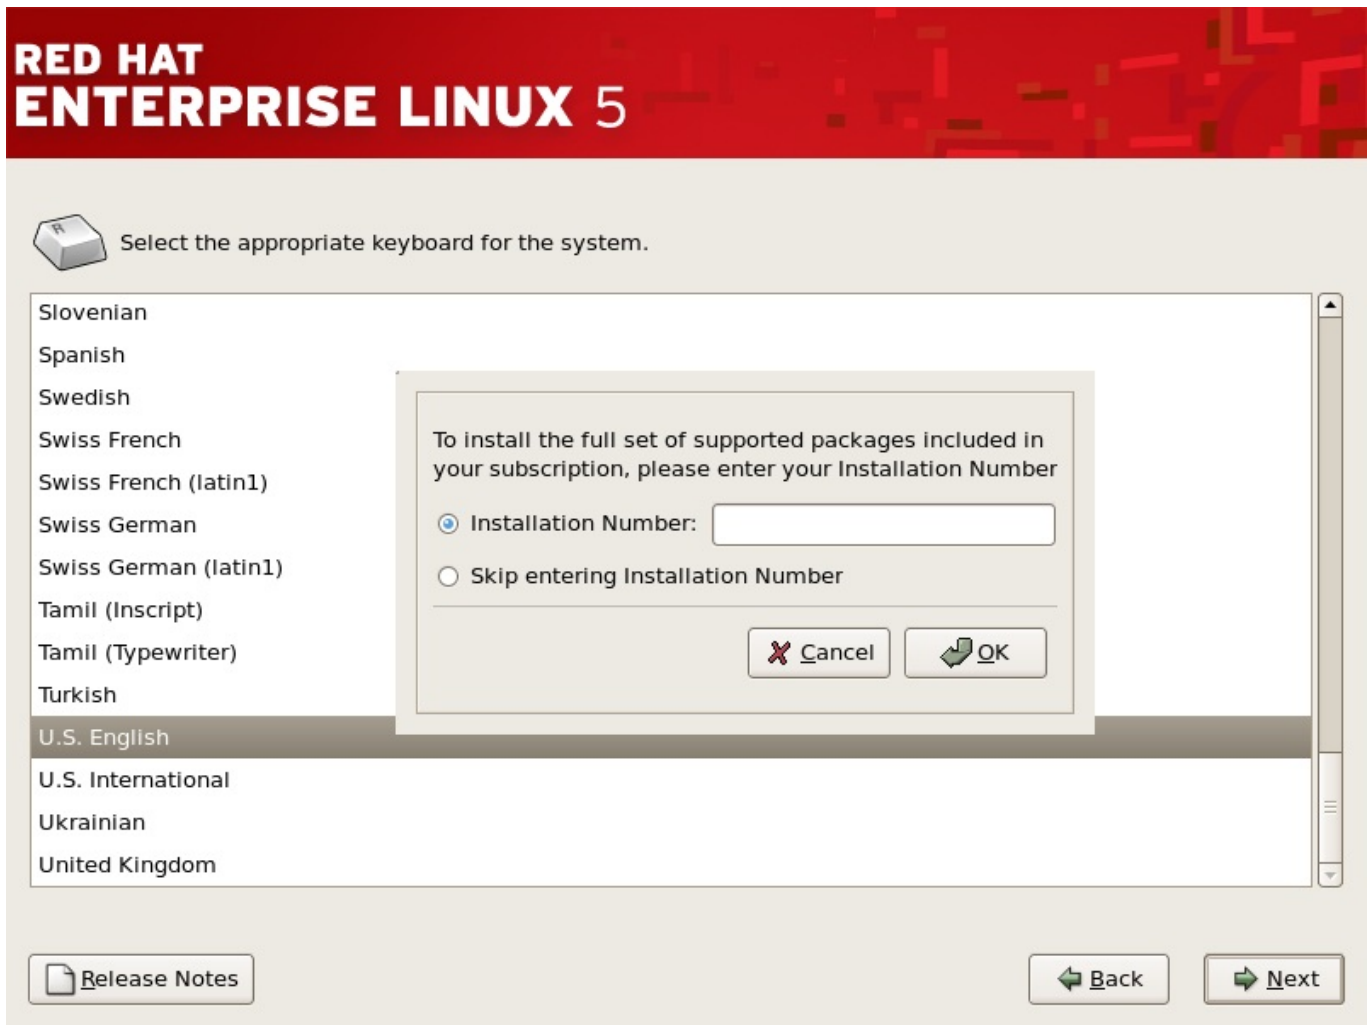 RED HAT
ENTERPRISE LINUX 5
R
Select the appropriate keyboard for the system.
Slovenian
Spanish
Swedish
Swiss French
Swiss French (latin1)
Swiss German
Swiss German (latin1)
Tamil (Inscript)
Tamil (Typewriter)
Turkish
U.S. English
U.S. International
Ukrainian
United Kingdom
To install the full set of supported packages included in
your subscription, please enter your Installation Number
Installation Number:
Skip entering Installation Number
Cancel OK
Release Notes Back Next